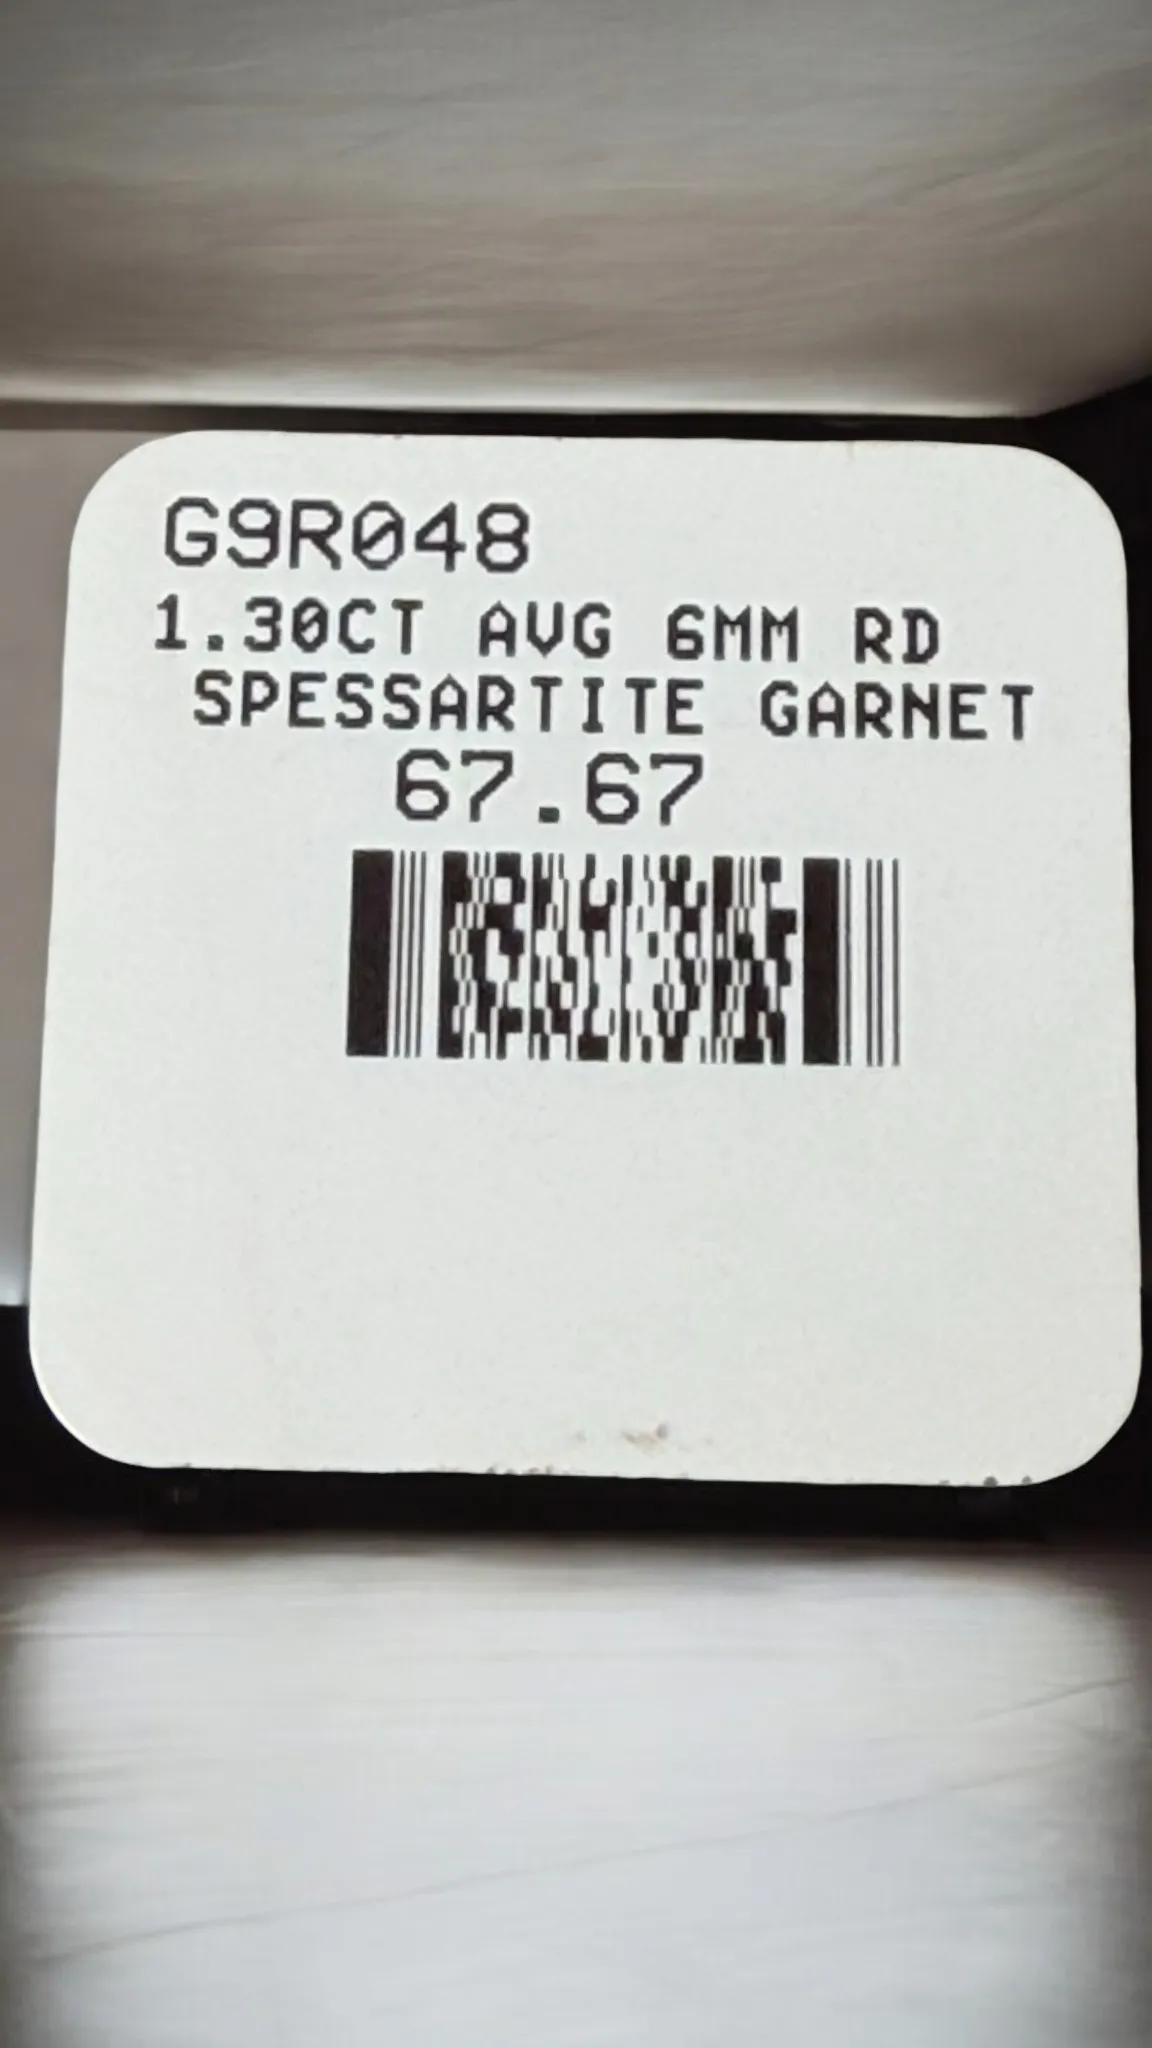 G9R048
1.30CT AVG 6MM RD
SPESSARTITE GARNET
67.67